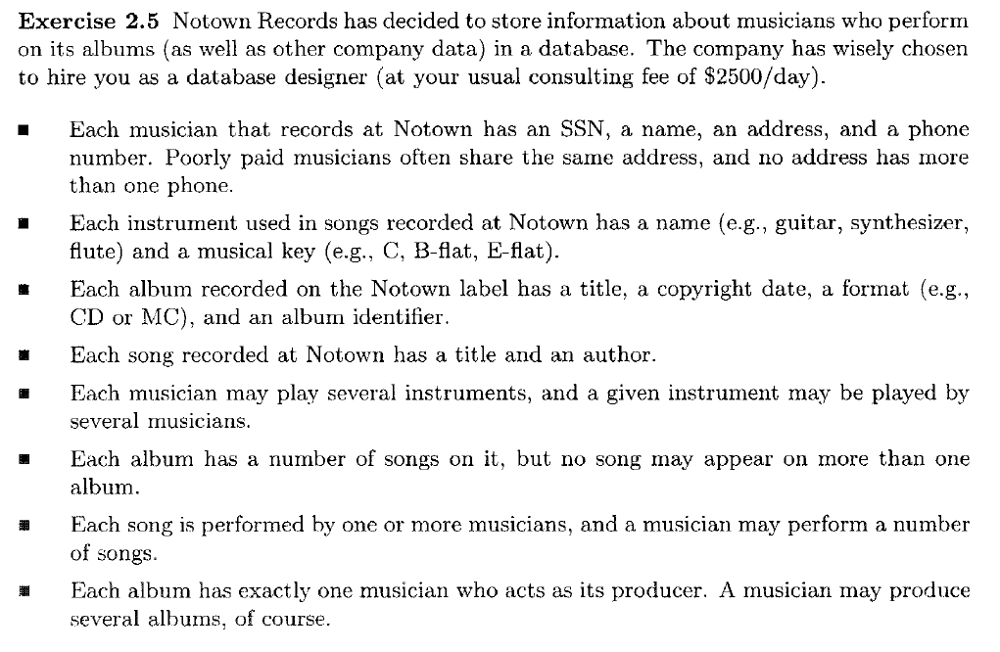 Exercise 2.5 Notown Records has decided to store information about musicians who perform
on its albums (as well as other company data) in a database. The company has wisely chosen
to hire you as a database designer (at your usual consulting fee of $2500/day).
■ Each musician that records at Notown has an SSN, a name, an address, and a phone
number. Poorly paid musicians often share the same address, and no address has more
than one phone.
■ Each instrument used in songs recorded at Notown has a name (e.g., guitar, synthesizer,
flute) and a musical key (e.g., C, B-flat, E-flat).
■ Each album recorded on the Notown label has a title, a copyright date, a format (e.g.,
CD or MC), and an album identifier.
■ Each song recorded at Notown has a title and an author.
■ Each musician may play several instruments, and a given instrument may be played by
several musicians.
■ Each album has a number of songs on it, but no song may appear on more than one
album.
■ Each song is performed by one or more musicians, and a musician may perform a number
of songs.
■ Each album has exactly one musician who acts as its producer. A musician may produce
several albums, of course.